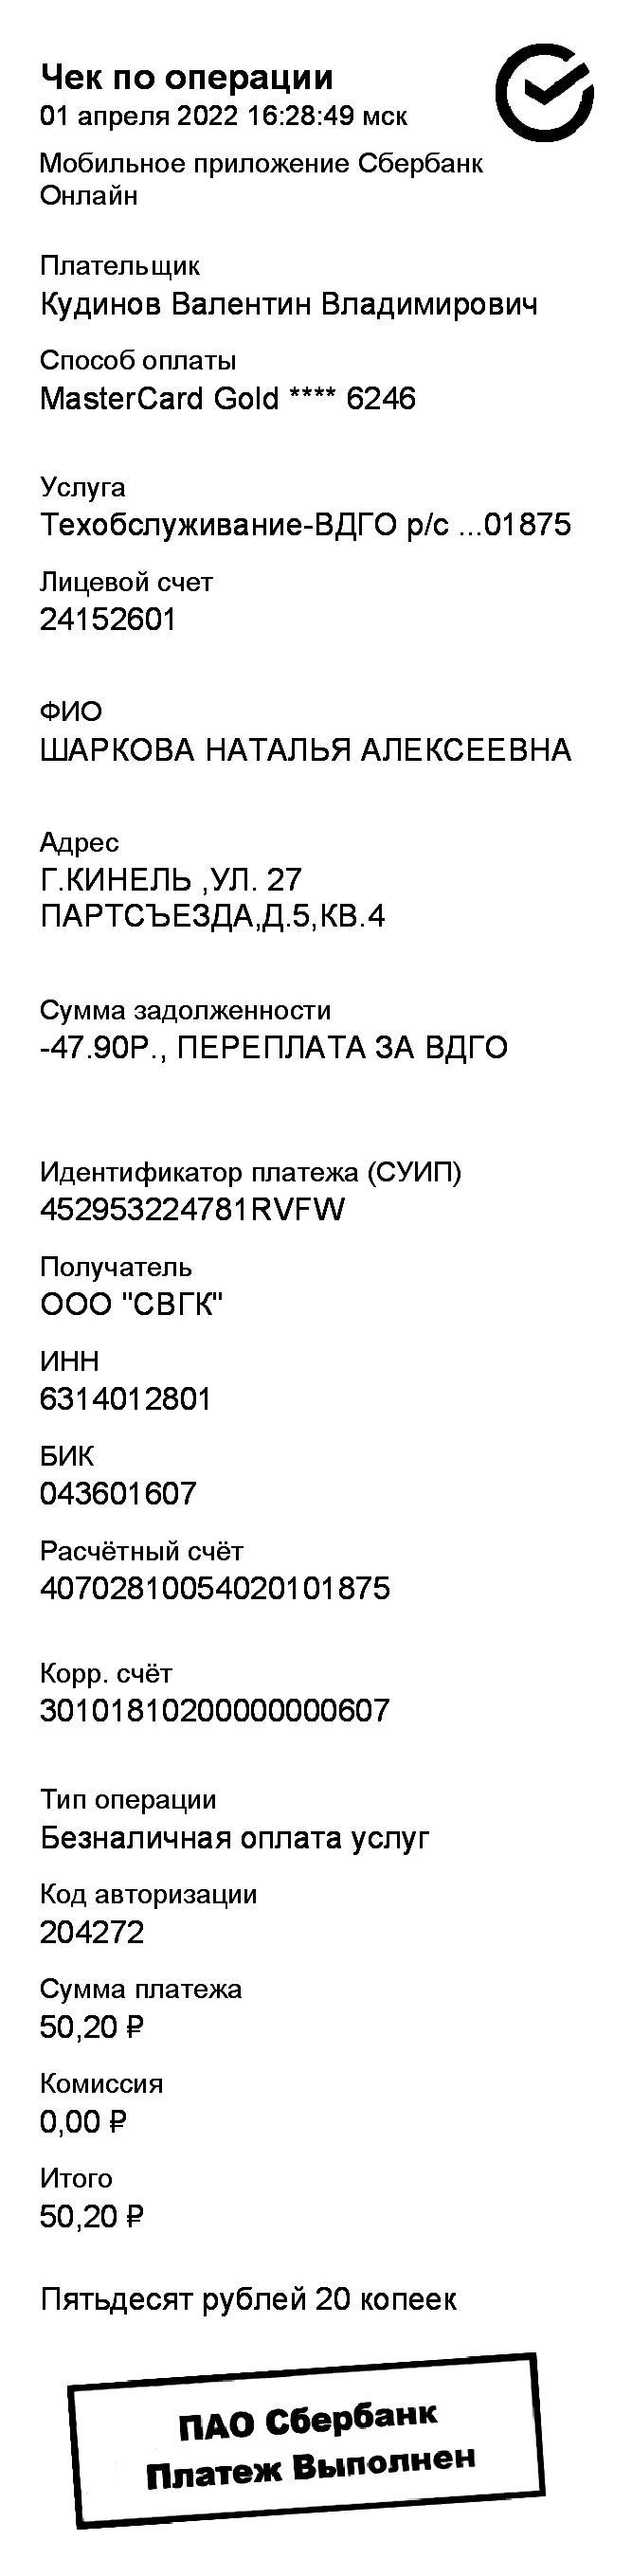 Чек по операции
01 апреля 2022 16:28:49 мск
Мобильное приложение Сбербанк
Онлайн
Плательщик
Кудинов Валентин Владимирович
Способ оплаты
MasterCard Gold **** 6246
Услуга
Техобслуживание-ВДГО р/с ...01875
Лицевой счет
24152601
ФИО
ШАРКОВА НАТАЛЬЯ АЛЕКСЕЕВНА
Адрес
Г.КИНЕЛЬ ,УЛ. 27
ПАРТСЪЕЗДА,Д.5,КВ.4
Сумма задолженности
-47.90Р., ПЕРЕПЛАТА ЗА ВДГО
Идентификатор платежа (СУИП)
452953224781RVFW
Получатель
ООО "СВГК"
ИНН
6314012801
БИК
043601607
Расчётный счёт
40702810054020101875
Корр. счёт
30101810200000000607
Тип операции
Безналичная оплата услуг
Код авторизации
204272
Сумма платежа
50,20 ₽
Комиссия
0,00 ₽
Итого
50,20 ₽
Пятьдесят рублей 20 копеек
ПАО Сбербанк
Платеж Выполнен